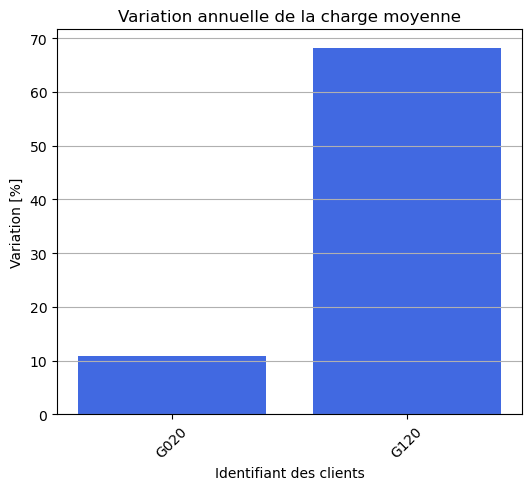 Variation annuelle de la charge moyenne
70
60
50
40
30
20
10
0
Variation [%]
G020
G120
Identifiant des clients